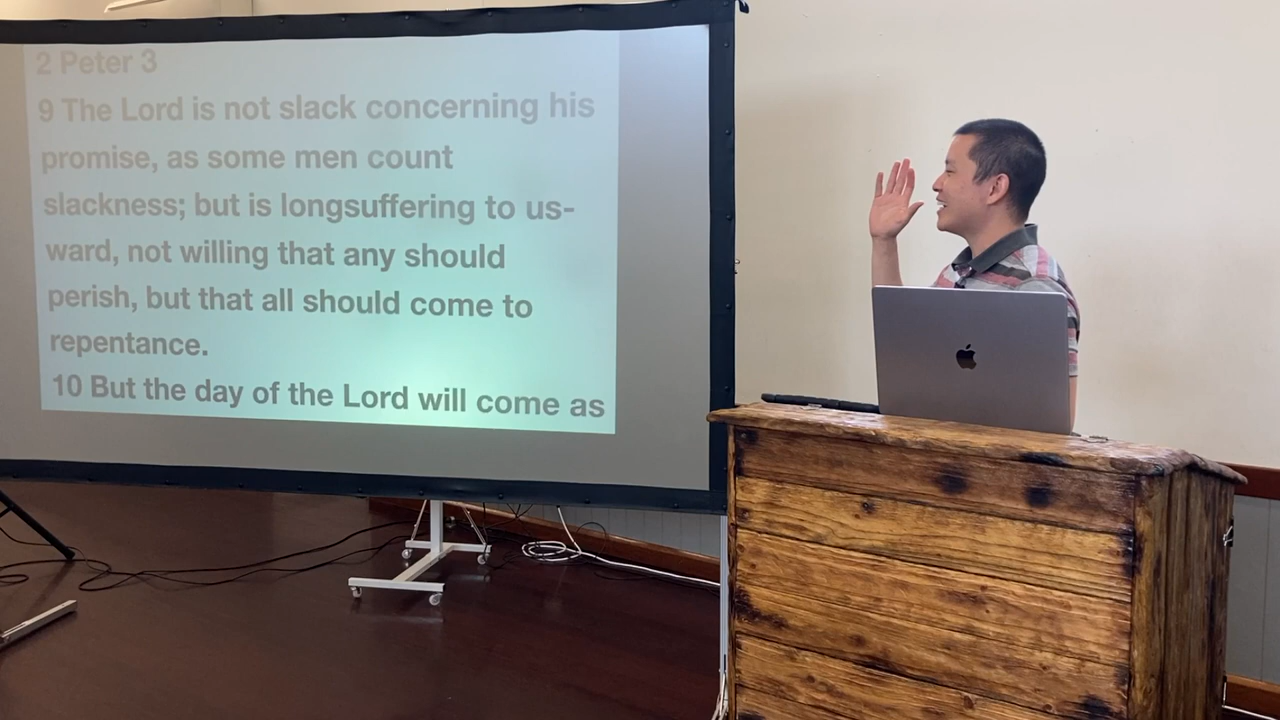 2 Peter 3
9 The Lord is not slack concerning his
promise, as some men count
slackness; but is longsuffering to us-
ward, not willing that any should
perish, but that all should come to
repentance.
10 But the day of the Lord will come as